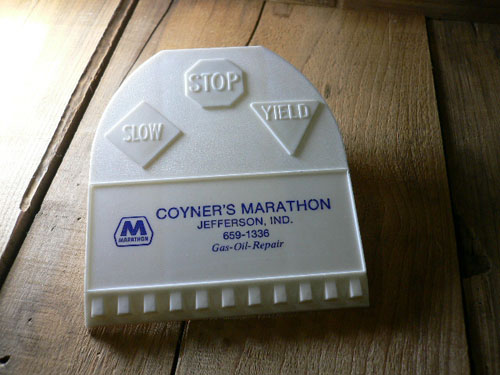 STOP
SLOW
YIELD
COYNER'S MARATHON
JEFFERSON, IND.
659-1336
Gas-Oil-Repair
M
MARATHON